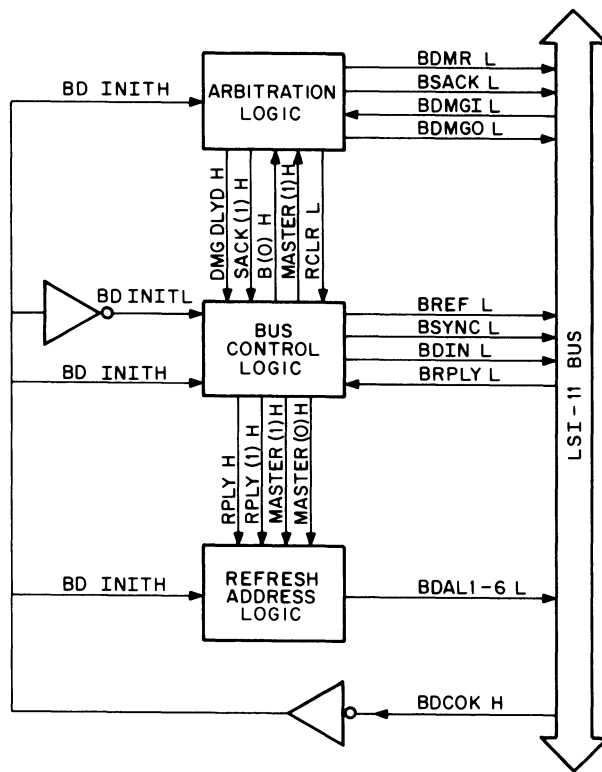 BD INITH
ARBITRATION
LOGIC
BDMR L
BSACK L
BDMGI L
BDMGO L
DMG DLYD H
SACK (1) H
B (0) H
MASTER (1) H
RCLR L
BD INITL
BD INITH
BUS
CONTROL
LOGIC
BREF L
BSYNC L
BDIN L
BRPLY L
LSI-11 BUS
RPLY H
RPLY (1) H
MASTER (1) H
MASTER (0) H
BD INITH
REFRESH
ADDRESS
LOGIC
BDAL1-6 L
BDCOK H